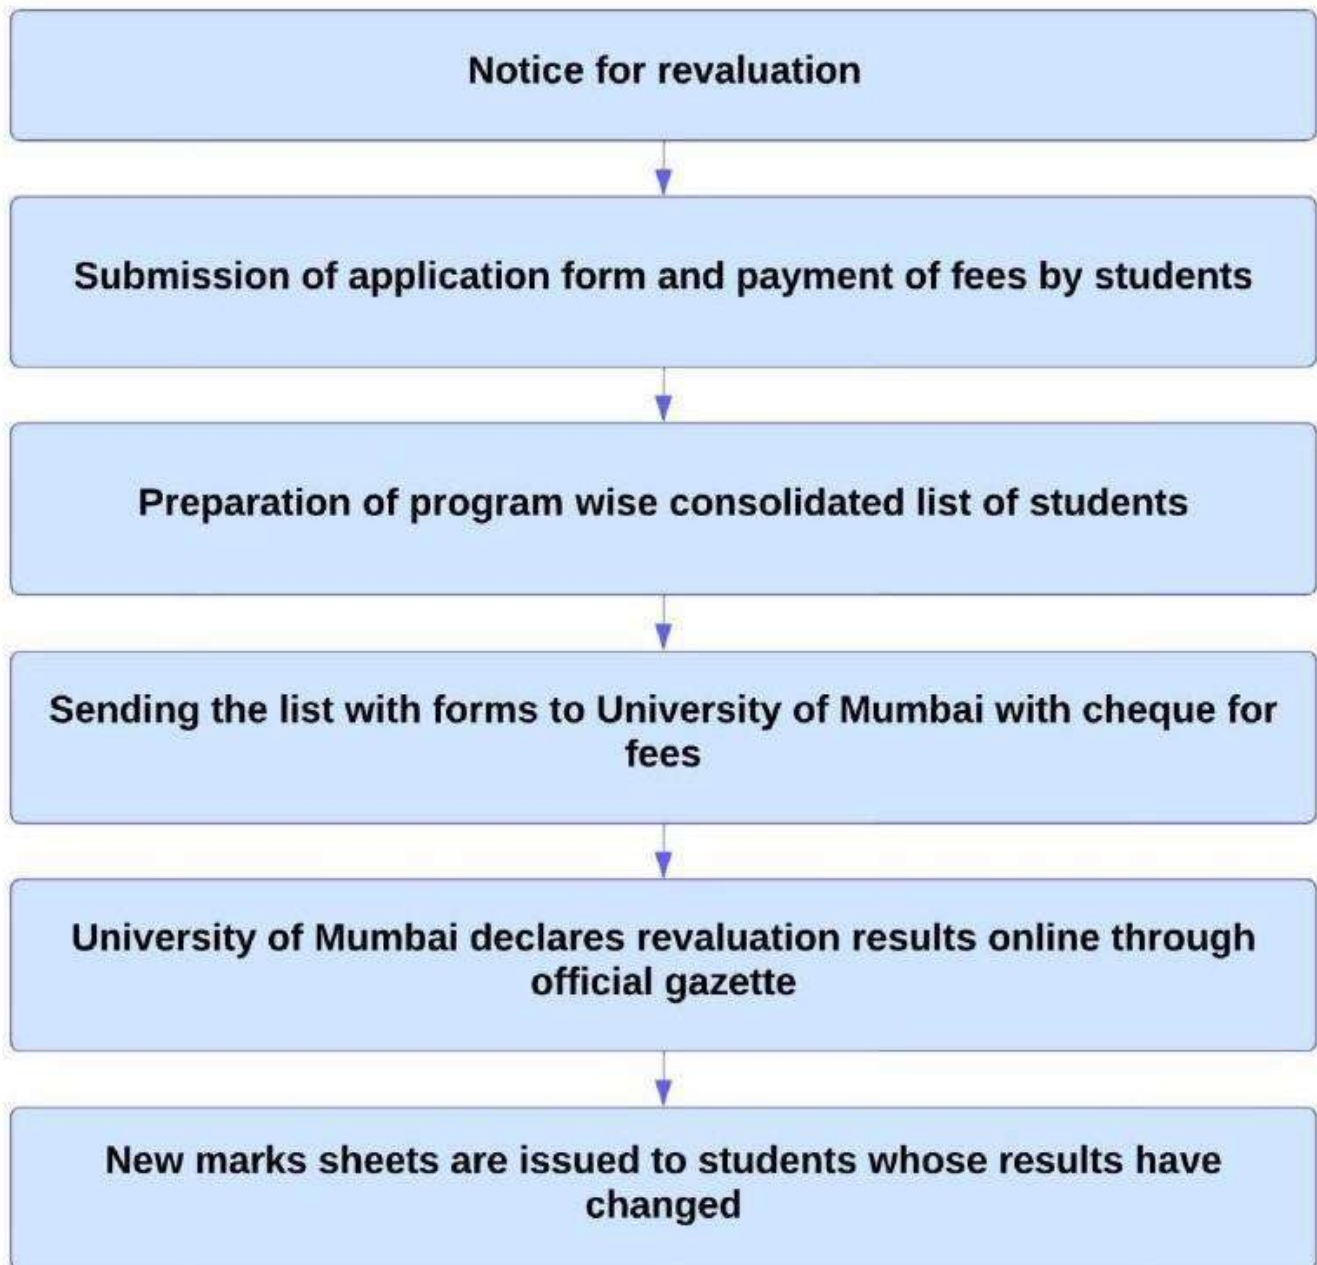 Notice for revaluation
Submission of application form and payment of fees by students
Preparation of program wise consolidated list of students
Sending the list with forms to University of Mumbai with cheque for
fees
University of Mumbai declares revaluation results online through
official gazette
New marks sheets are issued to students whose results have
changed